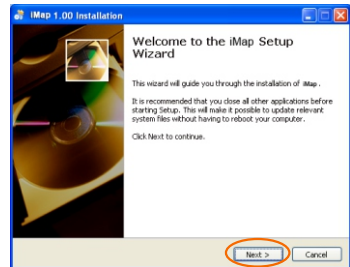 iMap 1.00 Installation
Welcome to the iMap Setup
Wizard
This wizard will guide you through the installation of iMap.
It is recommended that you close all other applications before
starting Setup. This will make it possible to update relevant
system files without having to reboot your computer.
Click Next to continue.
Next >
Cancel